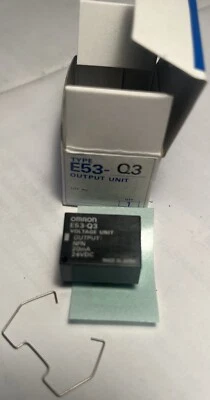 TYPE
E53- Q3
OUTPUT UNIT
OMRON
E53-Q3
VOLTAGE UNIT
OUTPUT
NPN
20mA
24VDC
MADE IN JAPAN